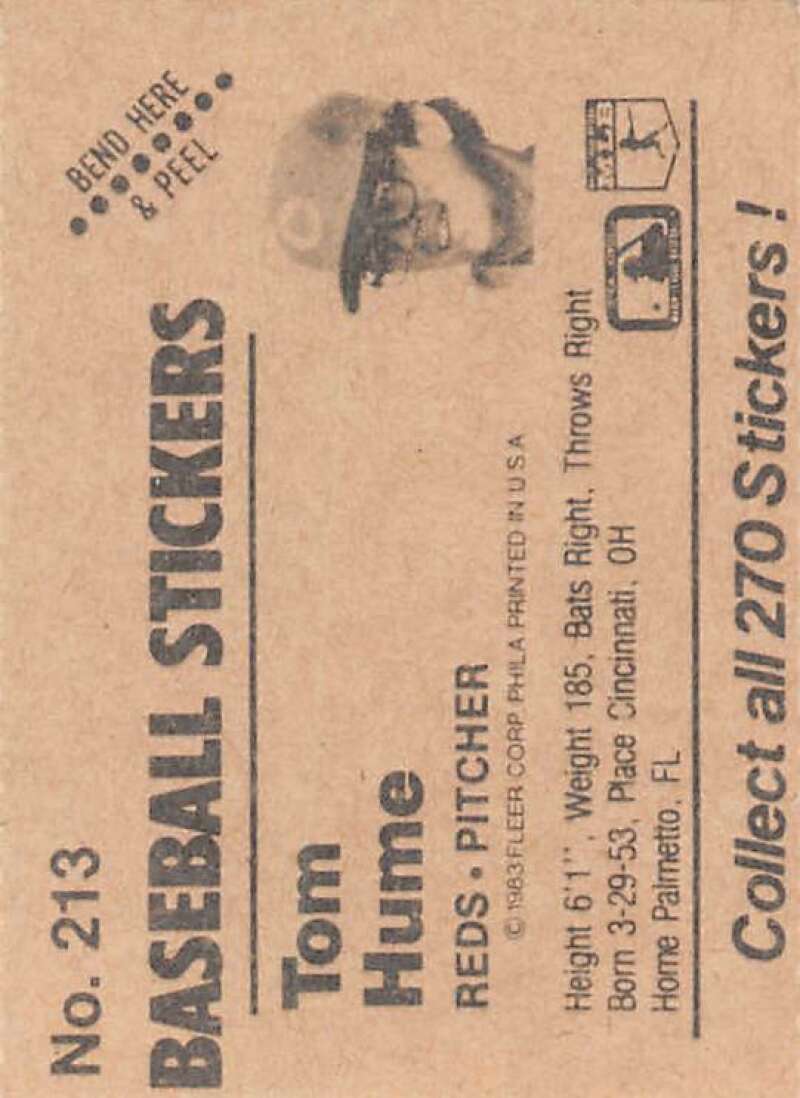 No. 213
BEND HERE
& PEEL
BASEBALL STICKERS
Tom
Hume
REDS • PITCHER
© 1983 FLEER CORP. PHILA. PRINTED IN U S A
Height 6'1", Weight 185, Bats Right, Throws Right
Born 3-29-53, Place Cincinnati, OH
Home Palmetto, FL
Collect all 270 Stickers!